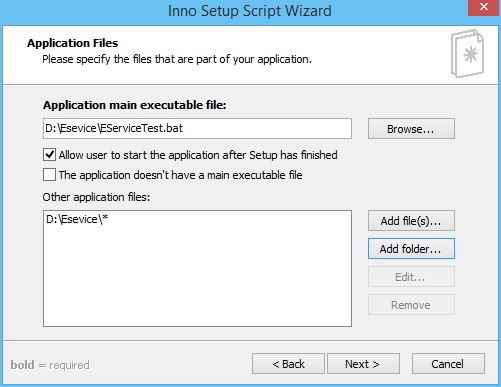 Inno Setup Script Wizard
Application Files
Please specify the files that are part of your application.
Application main executable file:
D:\Esevice\EServiceTest.bat
Browse...
Allow user to start the application after Setup has finished
The application doesn't have a main executable file
Other application files:
D:\Esevice\*
Add file(s)...
Add folder...
Edit...
Remove
bold = required
< Back
Next >
Cancel